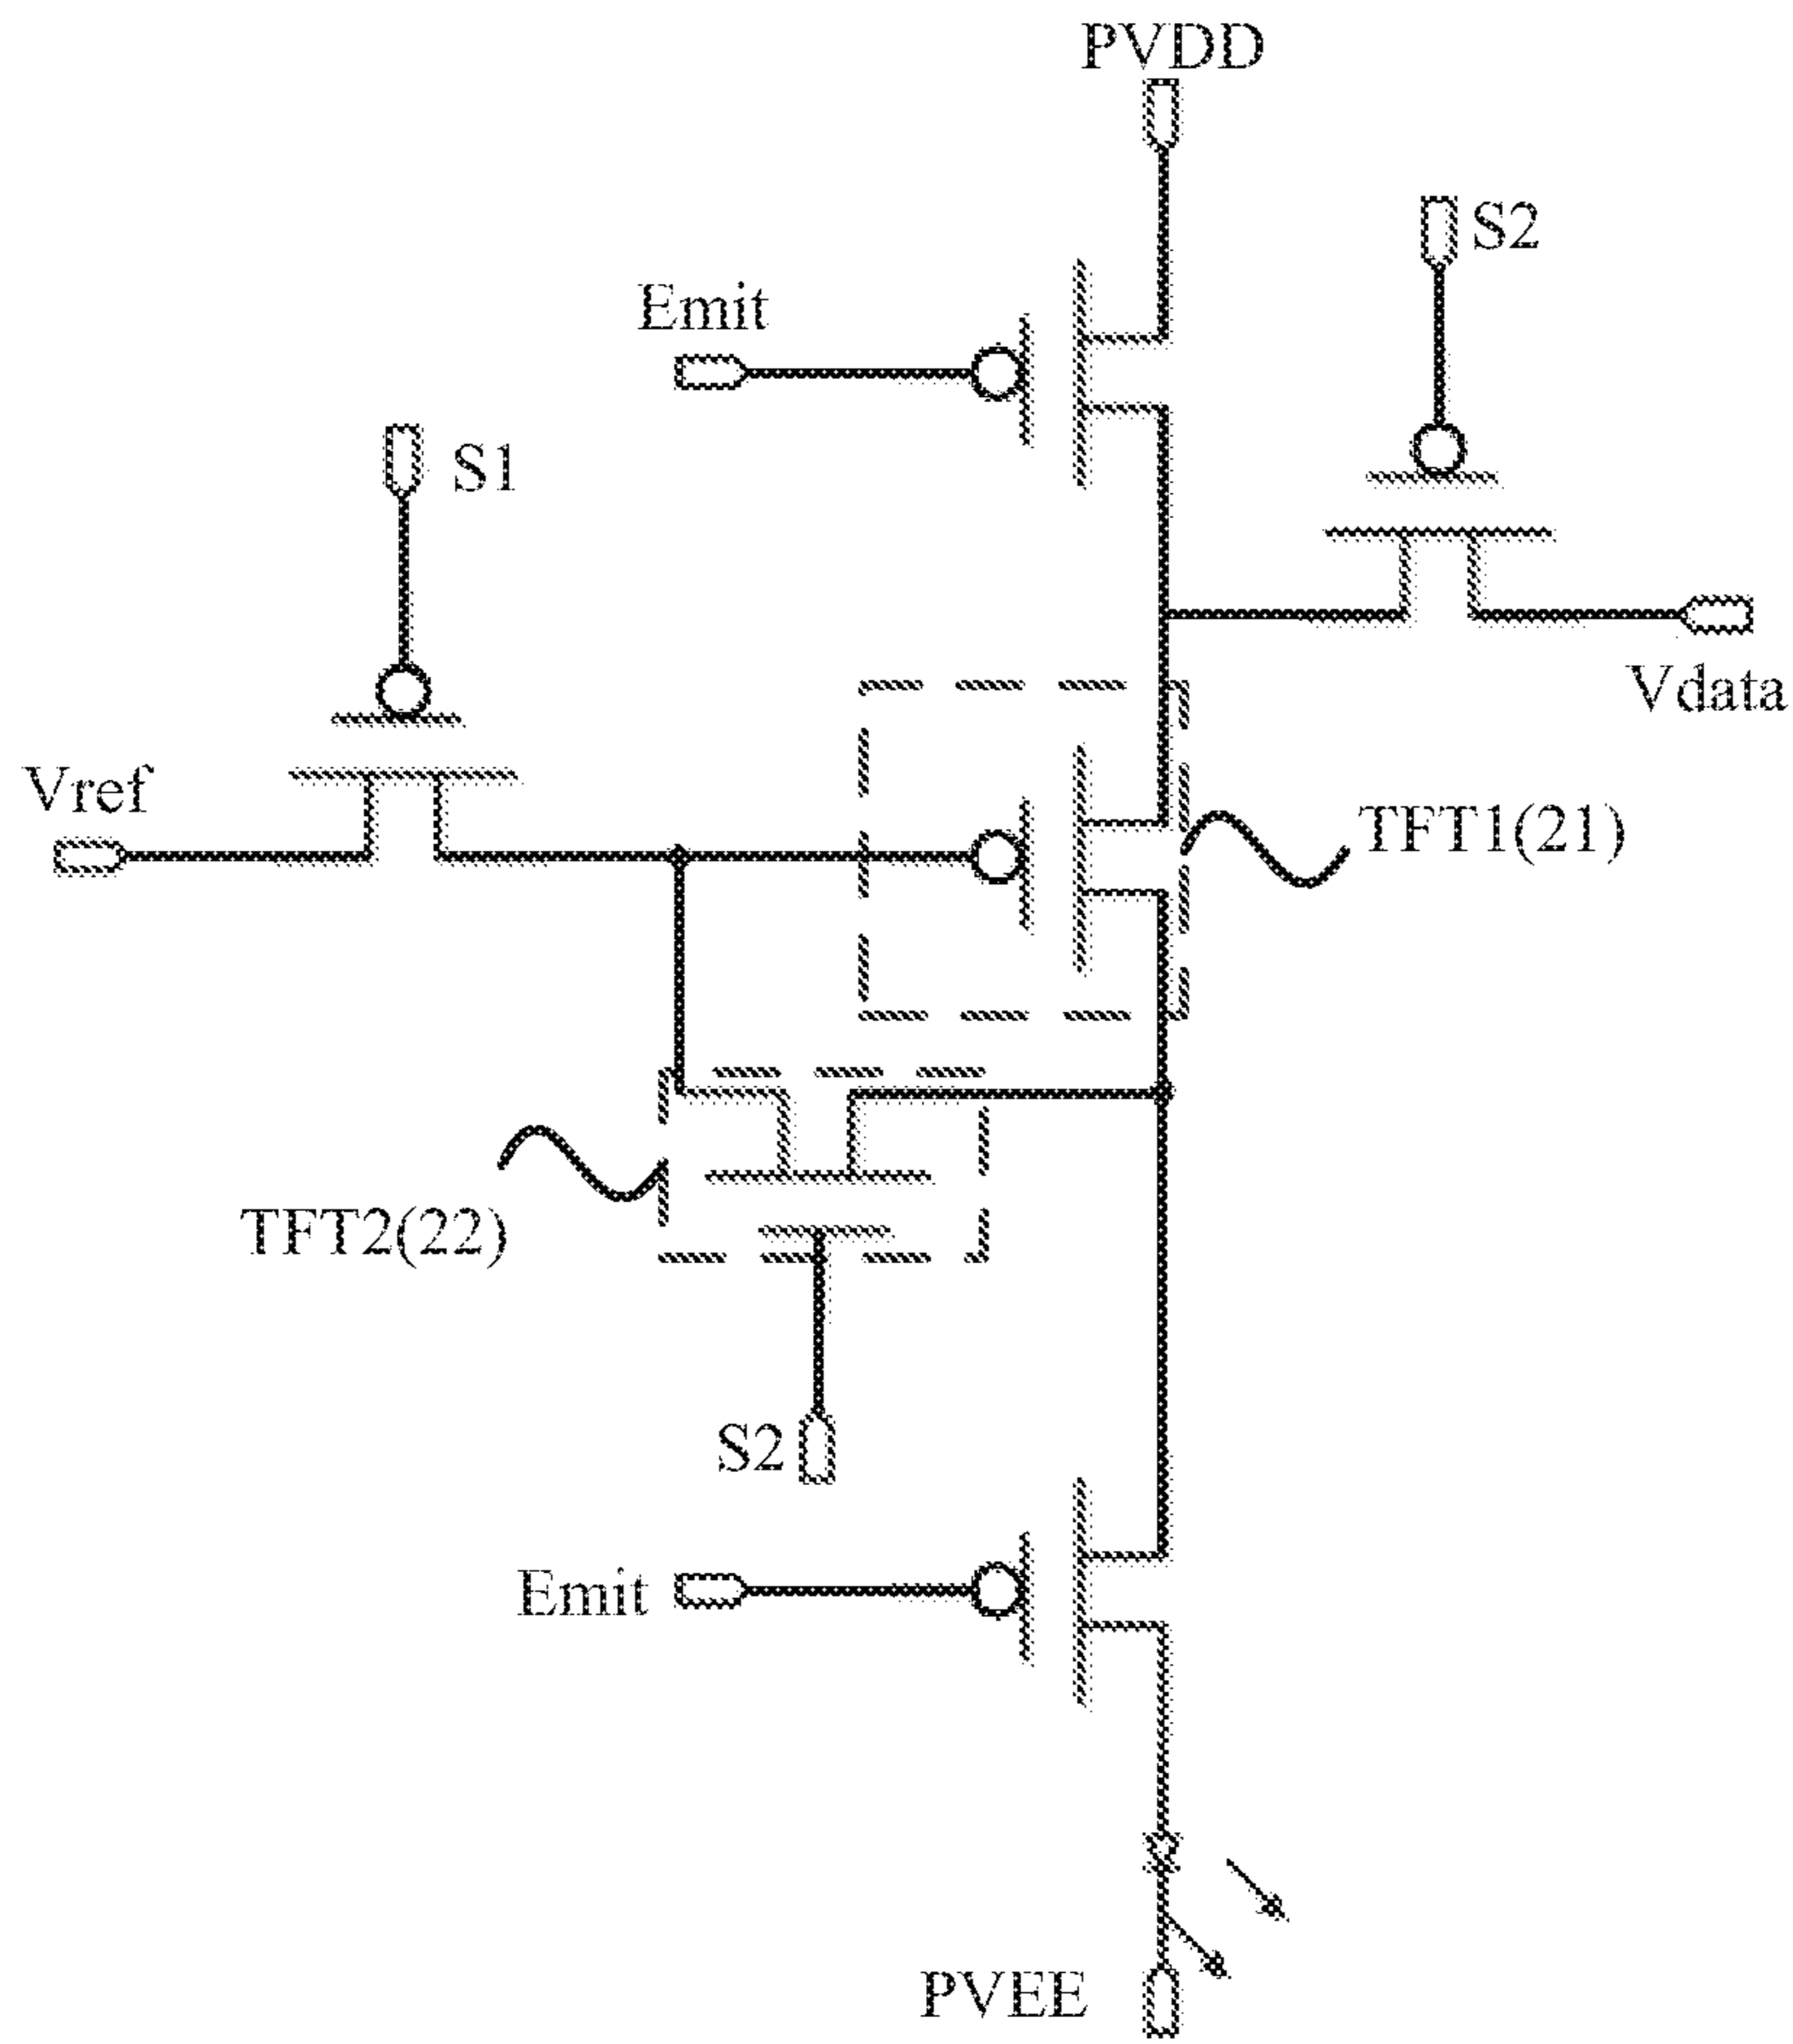 PVDD
S2
Emit
S1
Vdata
Vref
TFT1(21)
TFT2(22)
S2
Emit
PVEE